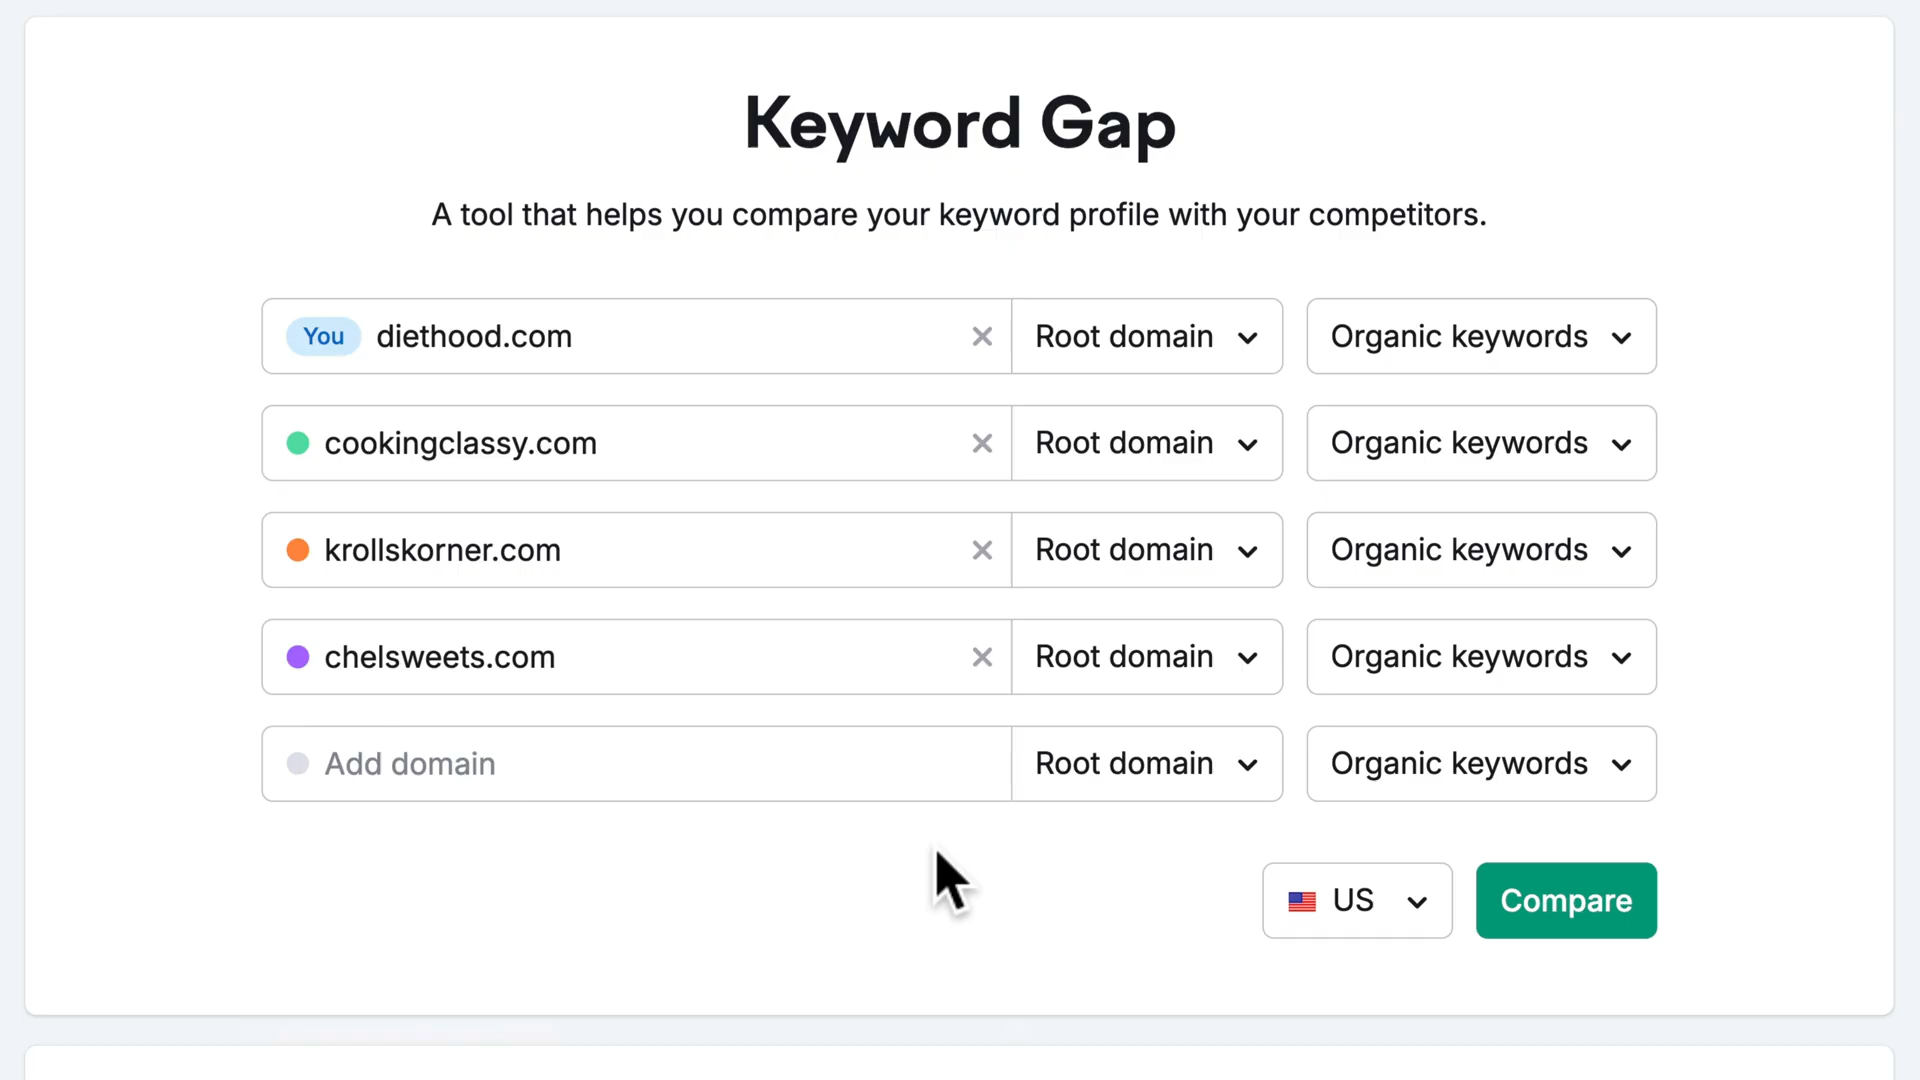 Keyword Gap
A tool that helps you compare your keyword profile with your competitors.
You diethood.com Root domain Organic keywords
cookingclassy.com Root domain Organic keywords
krollskorner.com Root domain Organic keywords
chelsweets.com Root domain Organic keywords
Add domain Root domain Organic keywords
US Compare